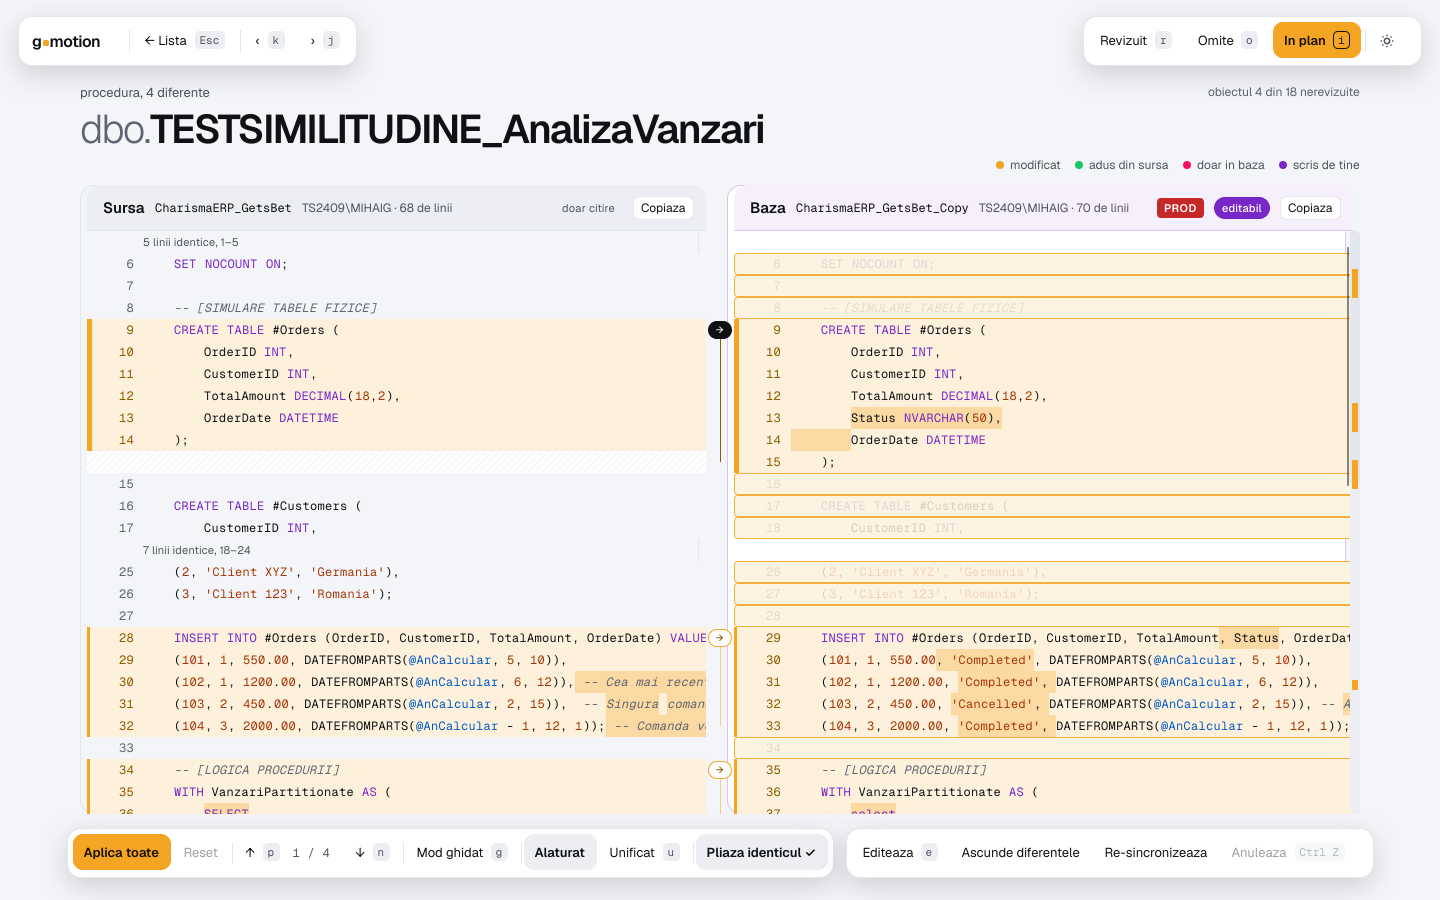 g•motion
← Lista Esc
‹ k
› j
Revizuit r
Omite o
In plan i
procedura, 4 diferente
obiectul 4 din 18 nerevizuite
dbo.TESTSIMILITUDINE_AnalizaVanzari
modificat
adus din sursa
doar in baza
scris de tine
Sursa CharismaERP_GetsBet TS2409\MIHAIG · 68 de linii doar citire Copiaza
5 linii identice, 1–5
6 SET NOCOUNT ON;
7
8 -- [SIMULARE TABELE FIZICE]
9 CREATE TABLE #Orders (
10 OrderID INT,
11 CustomerID INT,
12 TotalAmount DECIMAL(18,2),
13 OrderDate DATETIME
14 );
15
16 CREATE TABLE #Customers (
17 CustomerID INT,
7 linii identice, 18–24
25 (2, 'Client XYZ', 'Germania'),
26 (3, 'Client 123', 'Romania');
27
28 INSERT INTO #Orders (OrderID, CustomerID, TotalAmount, OrderDate) VALUE
29 (101, 1, 550.00, DATEFROMPARTS(@AnCalcular, 5, 10)),
30 (102, 1, 1200.00, DATEFROMPARTS(@AnCalcular, 6, 12)), -- Cea mai recen
31 (103, 2, 450.00, DATEFROMPARTS(@AnCalcular, 2, 15)), -- Singura coman
32 (104, 3, 2000.00, DATEFROMPARTS(@AnCalcular - 1, 12, 1)); -- Comanda v
33
34 -- [LOGICA PROCEDURII]
35 WITH VanzariPartitionate AS (
36 SELECT
Baza CharismaERP_GetsBet_Copy TS2409\MIHAIG · 70 de linii PROD editabil Copiaza
6 SET NOCOUNT ON;
7
8 -- [SIMULARE TABELE FIZICE]
9 CREATE TABLE #Orders (
10 OrderID INT,
11 CustomerID INT,
12 TotalAmount DECIMAL(18,2),
13 Status NVARCHAR(50),
14 OrderDate DATETIME
15 );
16
17 CREATE TABLE #Customers (
18 CustomerID INT,
26 (2, 'Client XYZ', 'Germania'),
27 (3, 'Client 123', 'Romania');
28
29 INSERT INTO #Orders (OrderID, CustomerID, TotalAmount, Status, OrderDat
30 (101, 1, 550.00, 'Completed', DATEFROMPARTS(@AnCalcular, 5, 10)),
31 (102, 1, 1200.00, 'Completed', DATEFROMPARTS(@AnCalcular, 6, 12)),
32 (103, 2, 450.00, 'Cancelled', DATEFROMPARTS(@AnCalcular, 2, 15)), -- A
33 (104, 3, 2000.00, 'Completed', DATEFROMPARTS(@AnCalcular - 1, 12, 1));
34
35 -- [LOGICA PROCEDURII]
36 WITH VanzariPartitionate AS (
37 select
Aplica toate
Reset
↑ p 1 / 4 ↓ n
Mod ghidat g
Alaturat
Unificat u
Pliaza identicul ✓
Editeaza e
Ascunde diferentele
Re-sincronizeaza
Anuleaza Ctrl Z